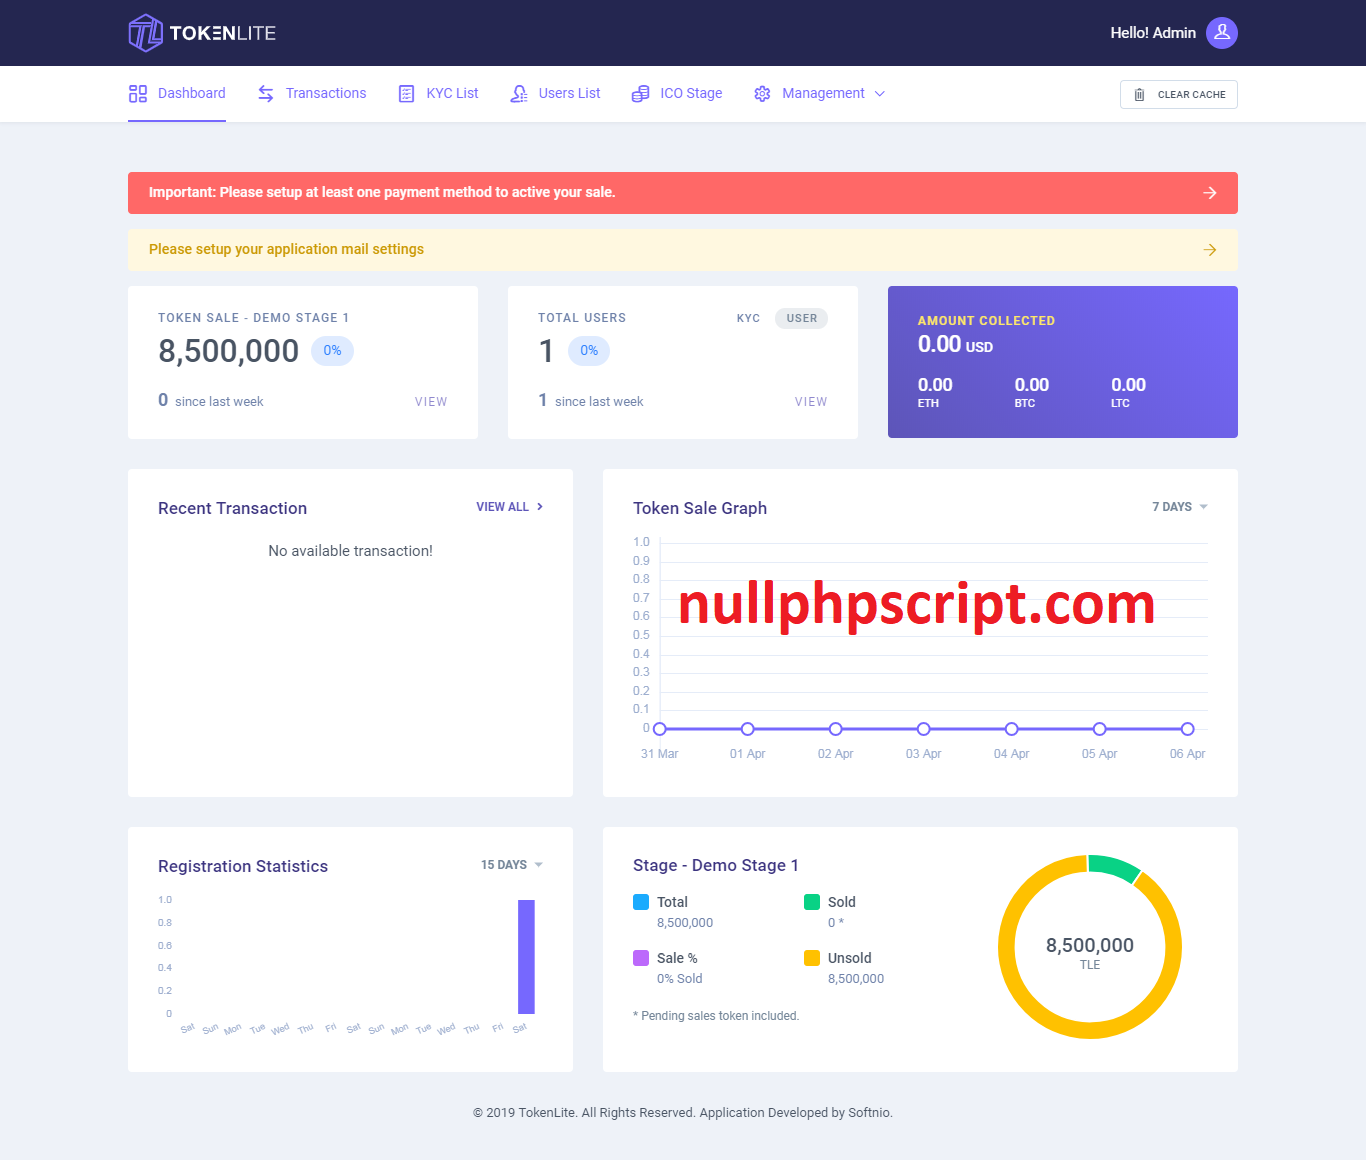 TOKENLITE
Hello! Admin
Dashboard Transactions KYC List Users List ICO Stage Management CLEAR CACHE
Important: Please setup at least one payment method to active your sale.
Please setup your application mail settings
TOKEN SALE - DEMO STAGE 1
8,500,000 0%
0 since last week VIEW
TOTAL USERS KYC USER
1 0%
1 since last week VIEW
AMOUNT COLLECTED
0.00 USD
0.00 0.00 0.00
ETH BTC LTC
Recent Transaction VIEW ALL
No available transaction!
Token Sale Graph 7 DAYS
1.0
0.9
0.8
0.7
0.6
0.5
0.4
0.3
0.2
0.1
0
nullphpscript.com
31 Mar 01 Apr 02 Apr 03 Apr 04 Apr 05 Apr 06 Apr
Registration Statistics 15 DAYS
1.0
0.8
0.6
0.4
0.2
0
Sat Sun Mon Tue Wed Thu Fri Sat Sun Mon Tue Wed Thu Fri Sat
Stage - Demo Stage 1
Total Sold
8,500,000 0 *
Sale % Unsold
0% Sold 8,500,000
* Pending sales token included.
8,500,000
TLE
© 2019 TokenLite. All Rights Reserved. Application Developed by Softnio.